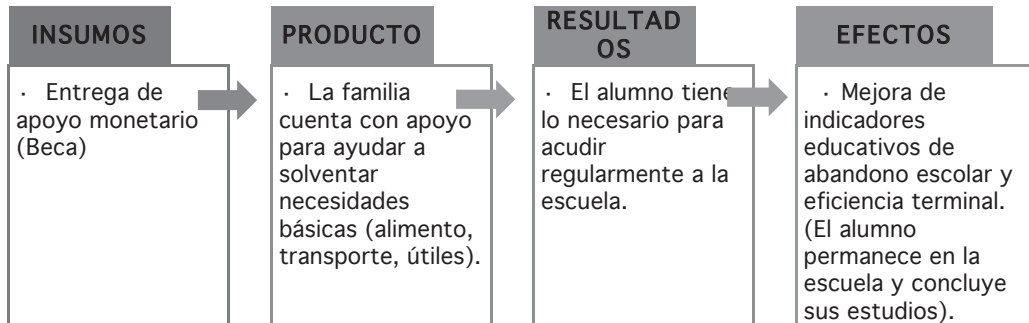 INSUMOS
· Entrega de
apoyo monetario
(Beca)
PRODUCTO
· La familia
cuenta con apoyo
para ayudar a
solventar
necesidades
básicas (alimento,
transporte, útiles).
RESULTAD
OS
· El alumno tiene
lo necesario para
acudir
regularmente a la
escuela.
EFECTOS
· Mejora de
indicadores
educativos de
abandono escolar y
eficiencia terminal.
(El alumno
permanece en la
escuela y concluye
sus estudios).